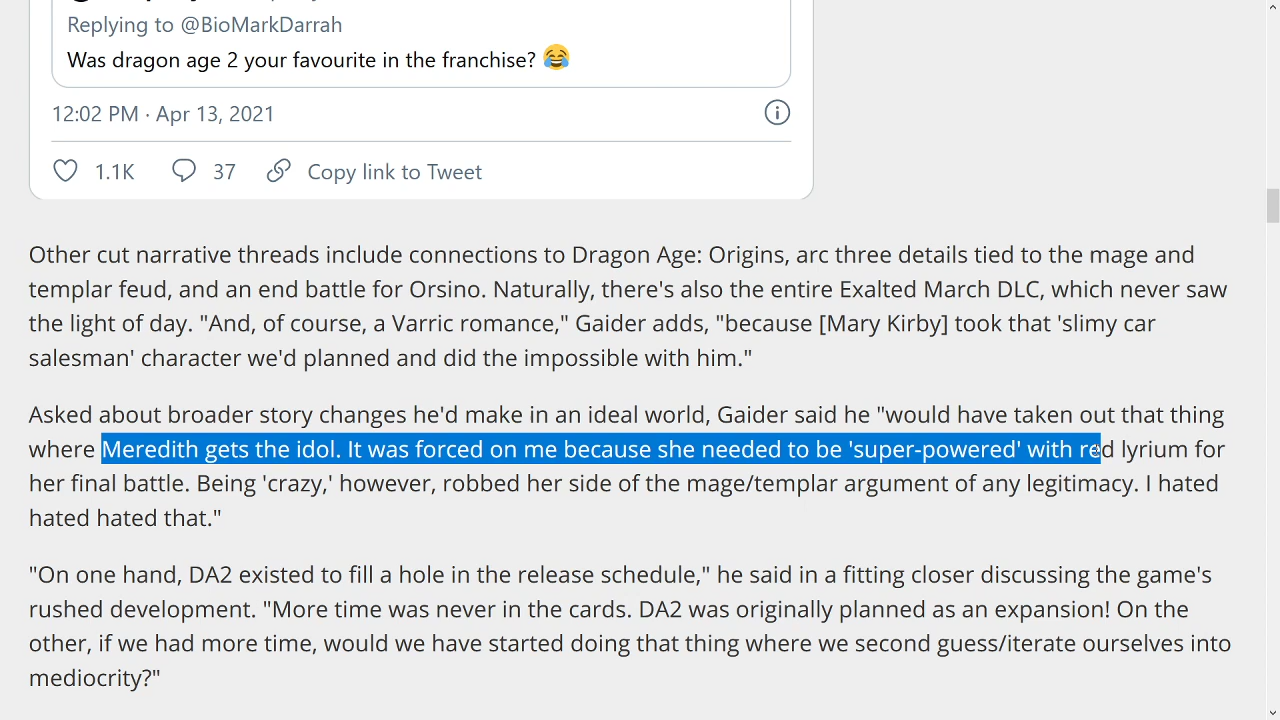 Replying to @BioMarkDarrah
Was dragon age 2 your favourite in the franchise? 😂
12:02 PM · Apr 13, 2021
1.1K 37 Copy link to Tweet
Other cut narrative threads include connections to Dragon Age: Origins, arc three details tied to the mage and
templar feud, and an end battle for Orsino. Naturally, there's also the entire Exalted March DLC, which never saw
the light of day. "And, of course, a Varric romance," Gaider adds, "because [Mary Kirby] took that 'slimy car
salesman' character we'd planned and did the impossible with him."
Asked about broader story changes he'd make in an ideal world, Gaider said he "would have taken out that thing
where Meredith gets the idol. It was forced on me because she needed to be 'super-powered' with red lyrium for
her final battle. Being 'crazy,' however, robbed her side of the mage/templar argument of any legitimacy. I hated
hated hated that."
"On one hand, DA2 existed to fill a hole in the release schedule," he said in a fitting closer discussing the game's
rushed development. "More time was never in the cards. DA2 was originally planned as an expansion! On the
other, if we had more time, would we have started doing that thing where we second guess/iterate ourselves into
mediocrity?"